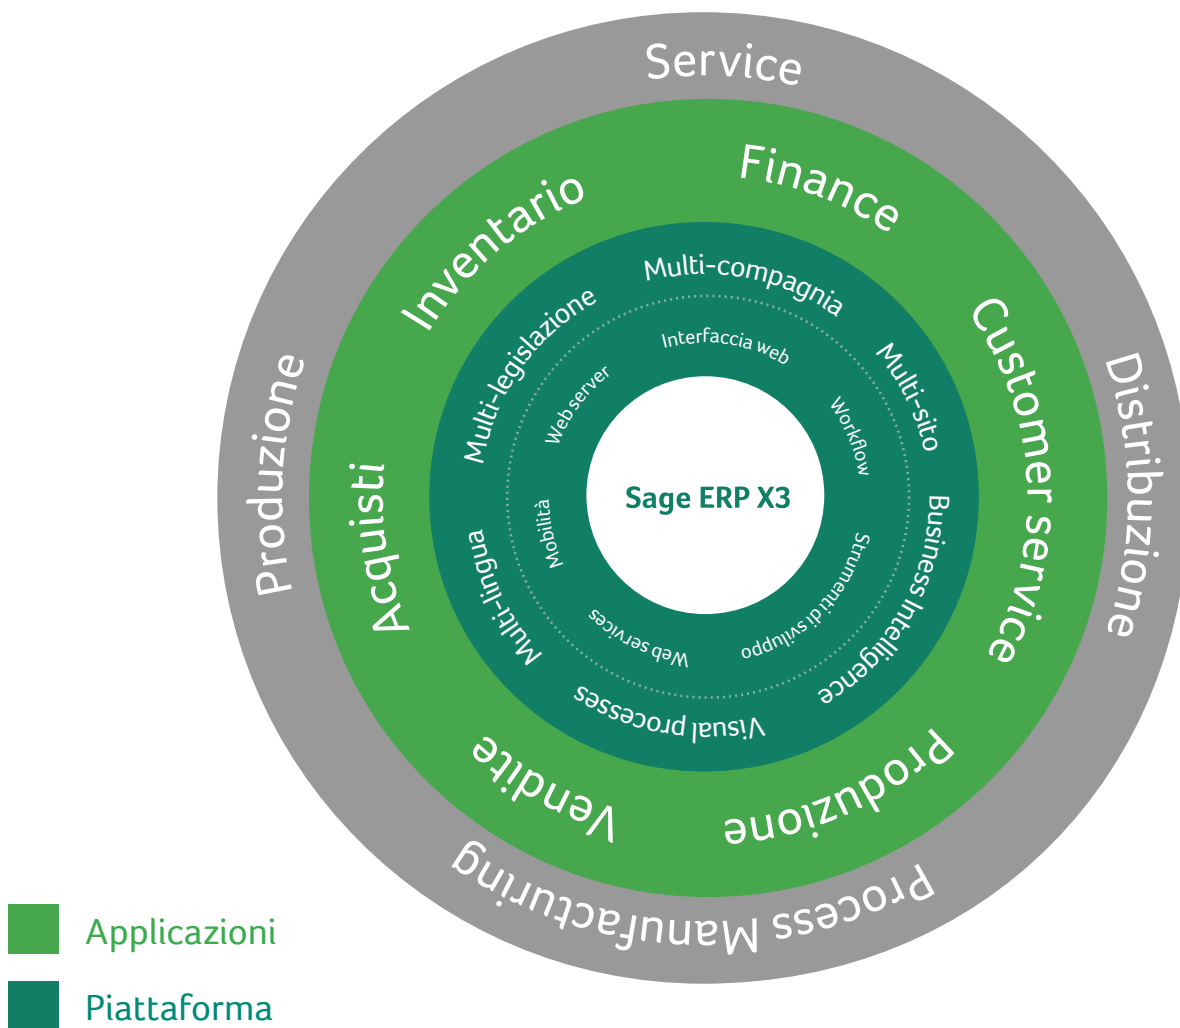 Service
Distribuzione
Process Manufacturing
Produzione
Finance
Customer service
Produzione
Vendite
Acquisti
Inventario
Multi-compagnia
Multi-sito
Business Intelligence
Visual processes
Multi-lingua
Multi-legislazione
Interfaccia web
Workflow
Strumenti di sviluppo
Web services
Mobilità
Web server
Sage ERP X3
Applicazioni
Piattaforma